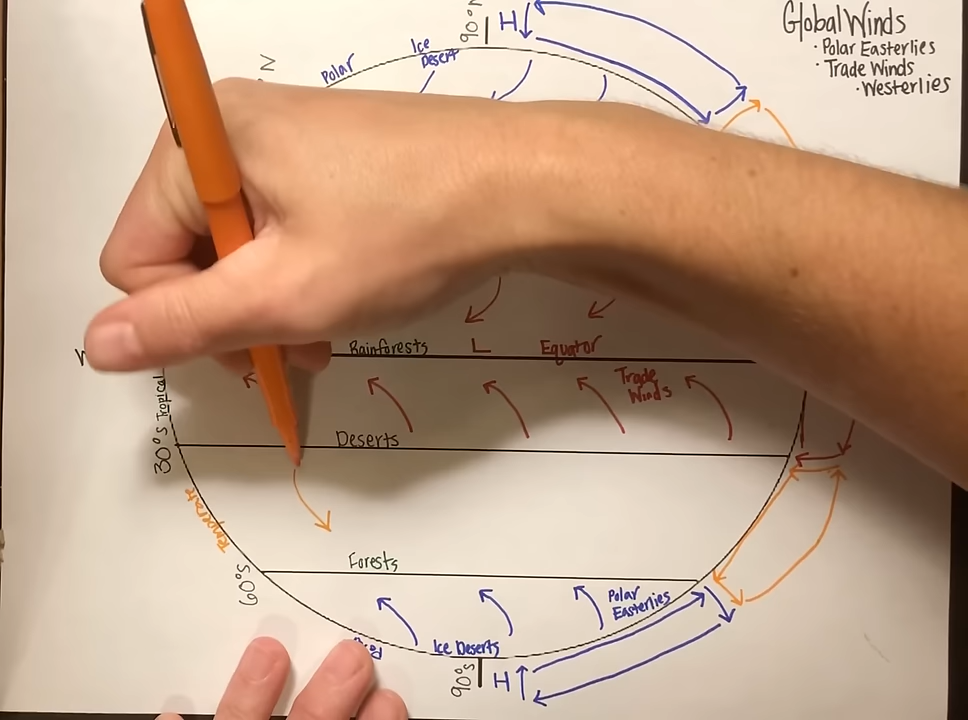 Global Winds
· Polar Easterlies
· Trade Winds
· Westerlies
90°N
H
Ice
Desert
Polar
N
Rainforests
L
Equator
Trade
Winds
Tropical
30°S
Deserts
Temperate
60°S
Forests
Polar
Easterlies
Ice Deserts
90°s
H